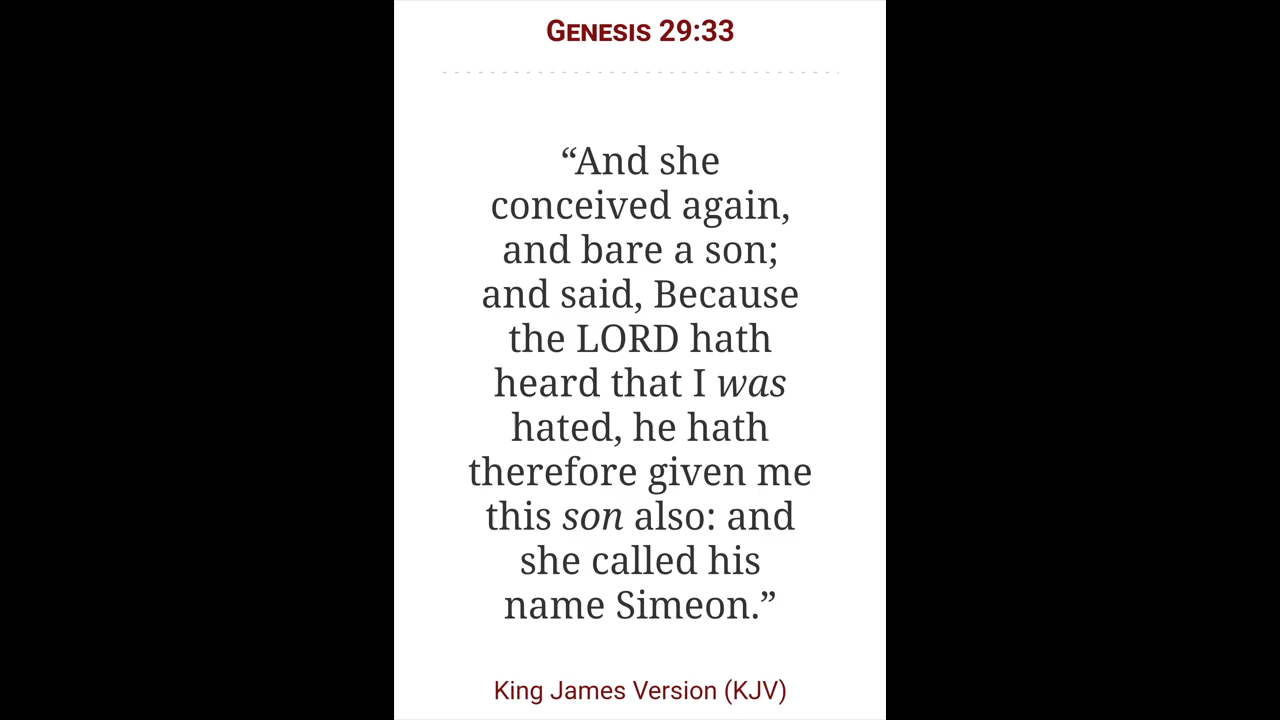 GENESIS 29:33
“And she
conceived again,
and bare a son;
and said, Because
the LORD hath
heard that I was
hated, he hath
therefore given me
this son also: and
she called his
name Simeon.”
King James Version (KJV)